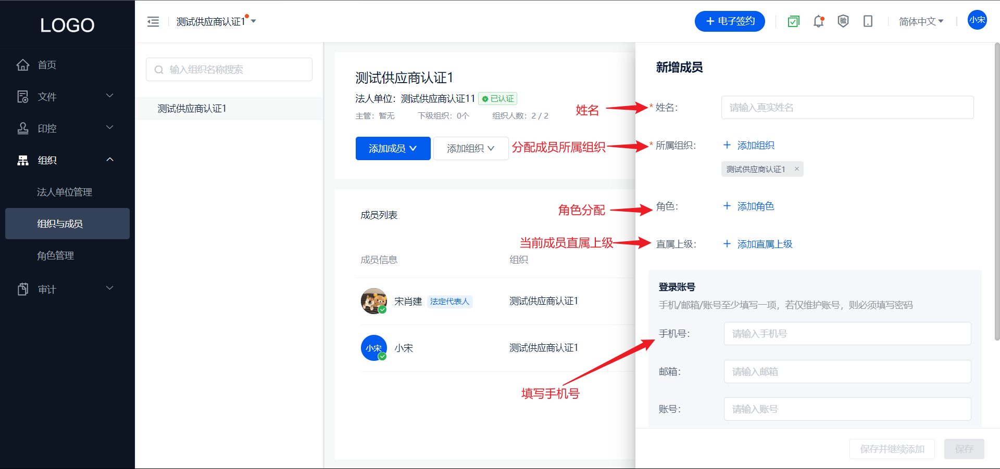 LOGO
测试供应商认证1
+ 电子签约
验
简体中文
小宋
首页
文件
印控
组织
法人单位管理
组织与成员
角色管理
审计
输入组织名称搜索
测试供应商认证1
测试供应商认证1
法人单位：测试供应商认证11 已认证
主管：暂无 下级组织：0个 组织人数：2 / 2
添加成员
添加组织
成员列表
成员信息 组织
宋肖建 法定代表人 测试供应商认证1
小宋 小宋 测试供应商认证1
姓名
分配成员所属组织
角色分配
当前成员直属上级
填写手机号
新增成员
* 姓名： 请输入真实姓名
* 所属组织： + 添加组织
测试供应商认证1 ×
角色： + 添加角色
直属上级： + 添加直属上级
登录账号
手机/邮箱/账号至少填写一项，若仅维护账号，则必须填写密码
手机号： 请输入手机号
邮箱： 请输入邮箱
账号： 请输入账号
保存并继续添加 保存